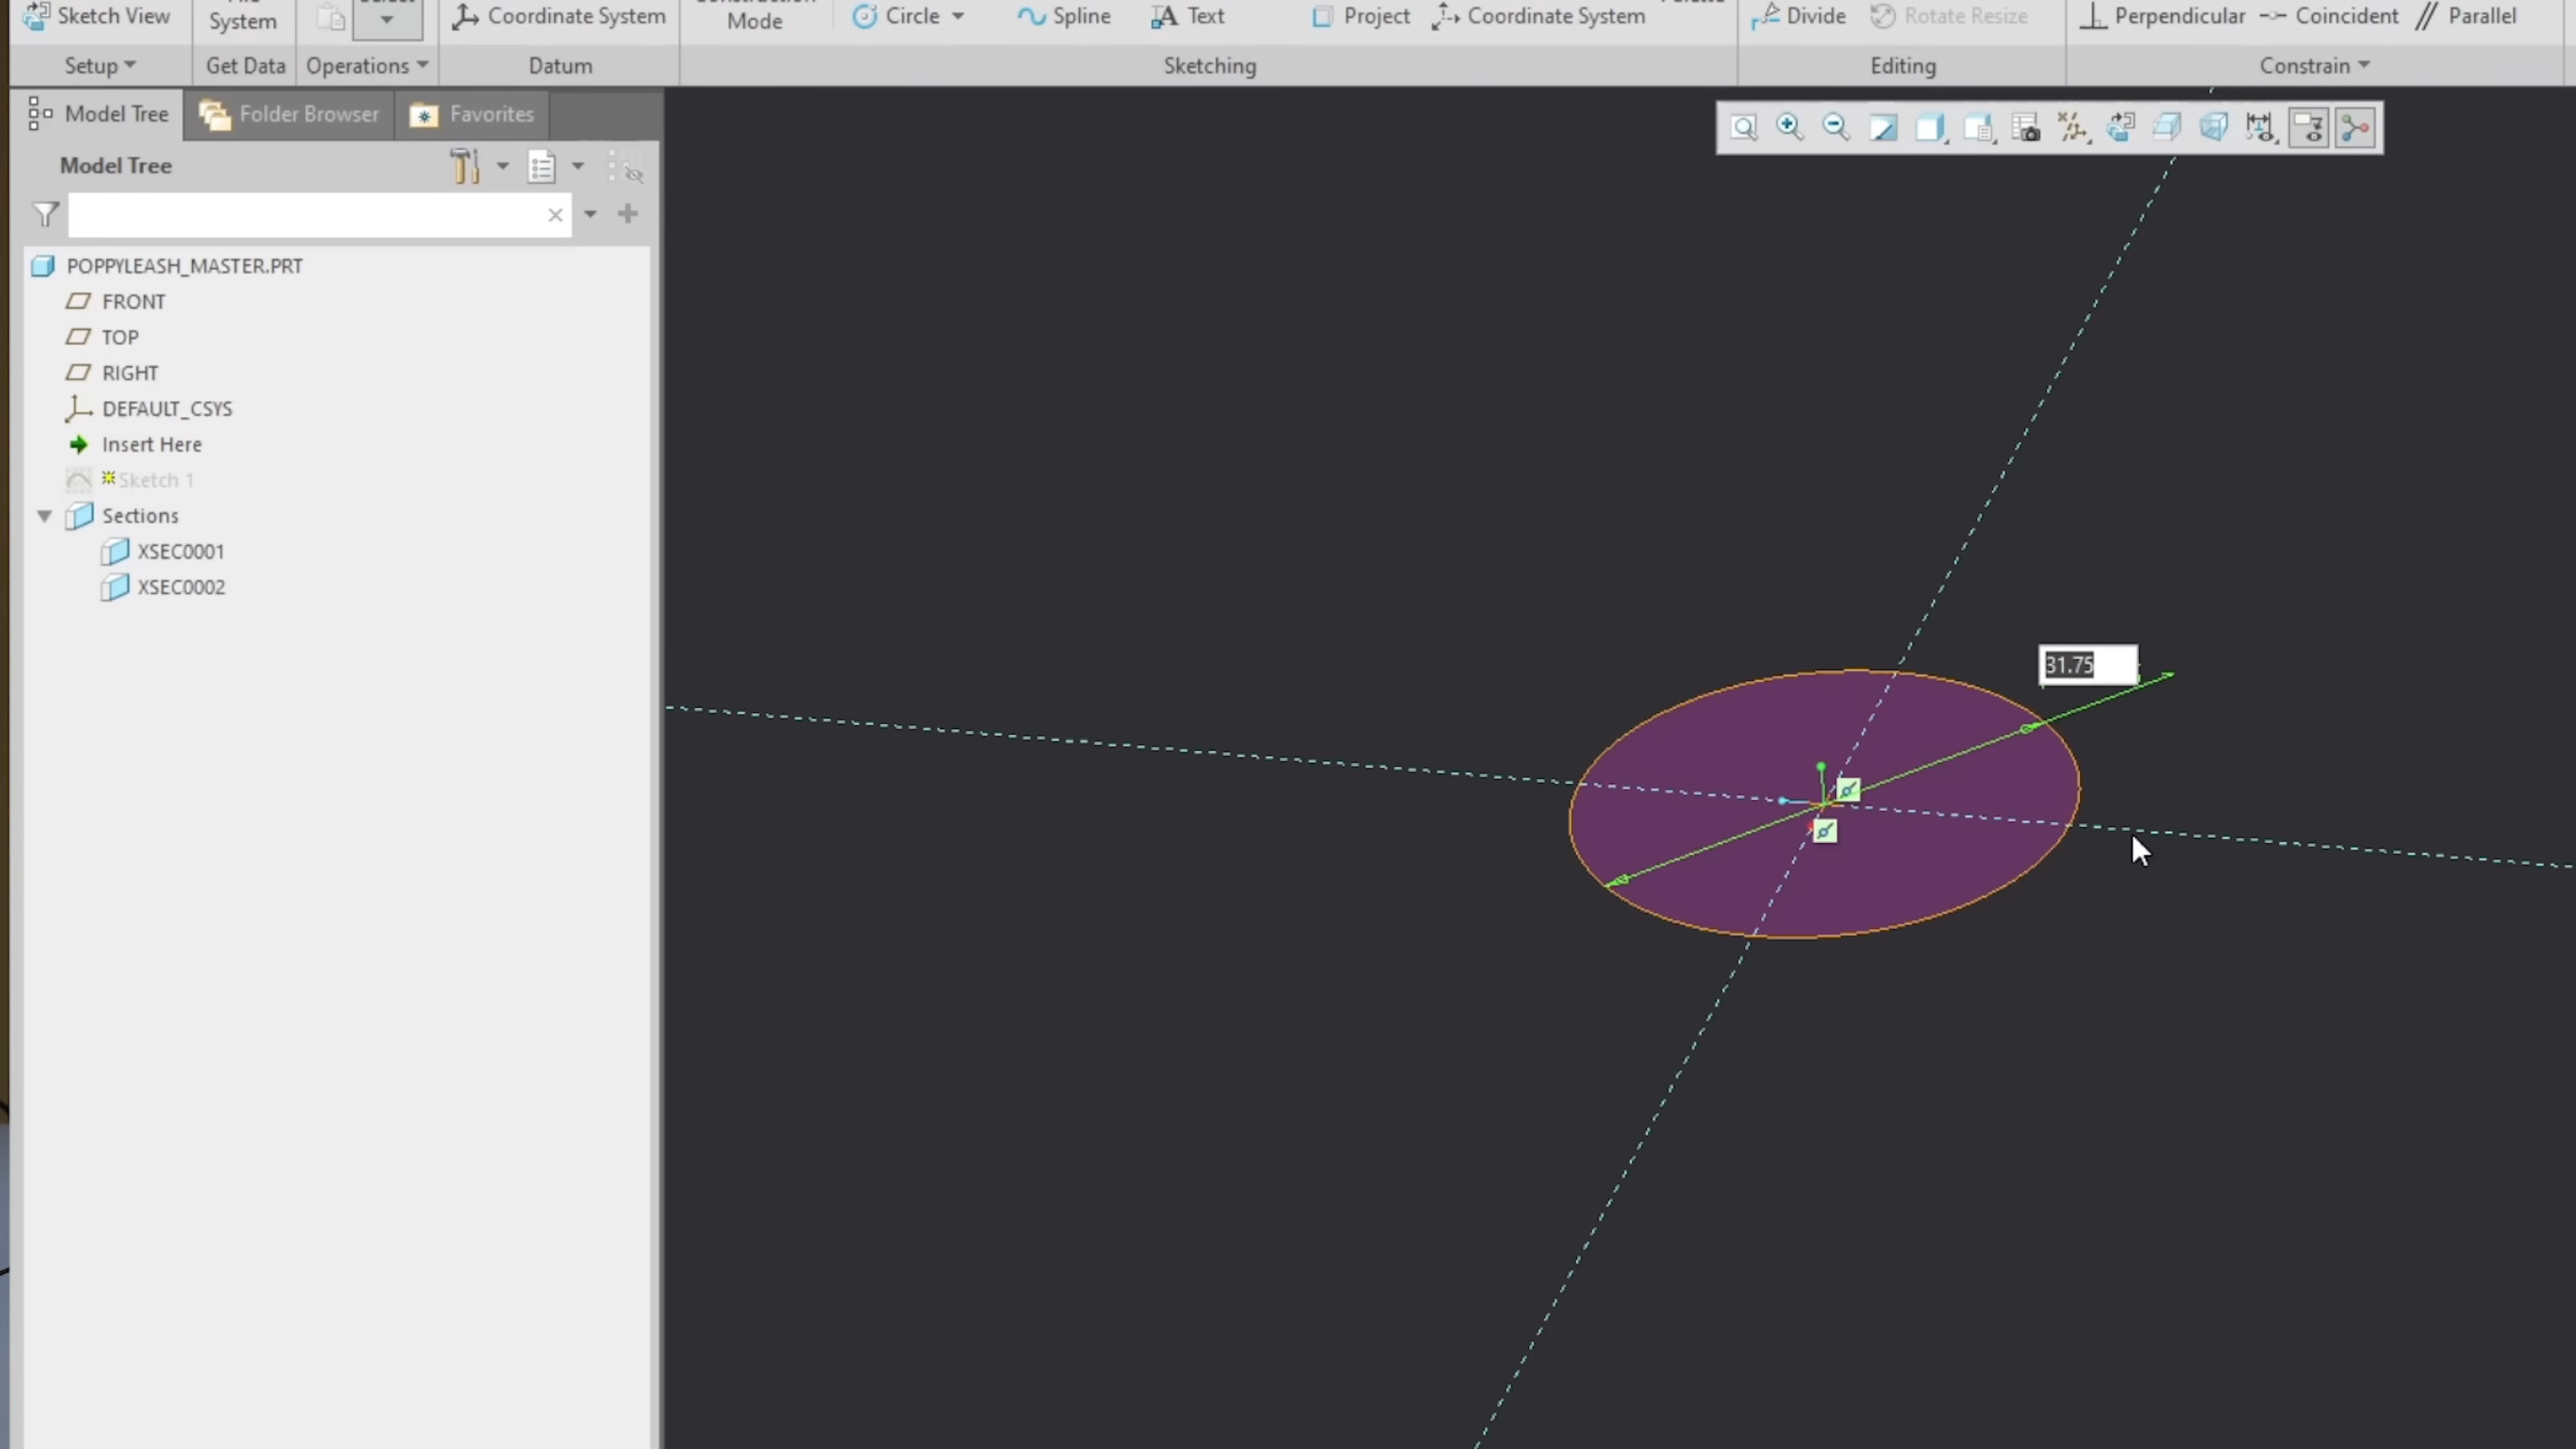 Sketch View
System
Coordinate System
Mode
Circle
Spline
Text
Project
Coordinate System
Divide
Rotate Resize
Perpendicular
Coincident
Parallel
Setup
Get Data
Operations
Datum
Sketching
Editing
Constrain
Model Tree
Folder Browser
Favorites
Model Tree
POPPYLEASH_MASTER.PRT
FRONT
TOP
RIGHT
DEFAULT_CSYS
Insert Here
Sketch 1
Sections
XSEC0001
XSEC0002
31.75